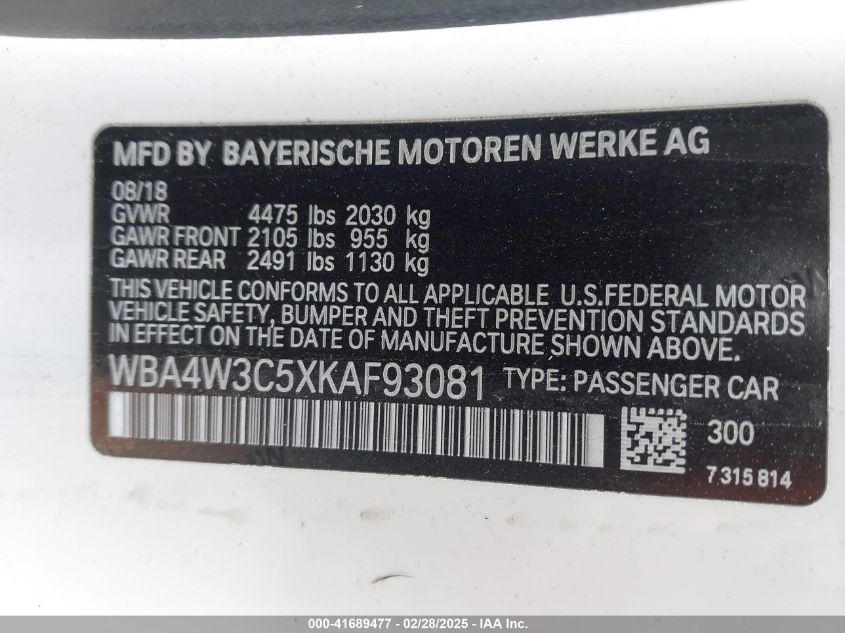 MFD BY BAYERISCHE MOTOREN WERKE AG
08/18
GVWR 4475 lbs 2030 kg
GAWR FRONT 2105 lbs 955 kg
GAWR REAR 2491 lbs 1130 kg
THIS VEHICLE CONFORMS TO ALL APPLICABLE U.S.FEDERAL MOTOR
VEHICLE SAFETY, BUMPER AND THEFT PREVENTION STANDARDS
IN EFFECT ON THE DATE OF MANUFACTURE SHOWN ABOVE.
WBA4W3C5XKAF93081 TYPE: PASSENGER CAR
300
7315814
000-41689477 - 02/28/2025 - IAA Inc.